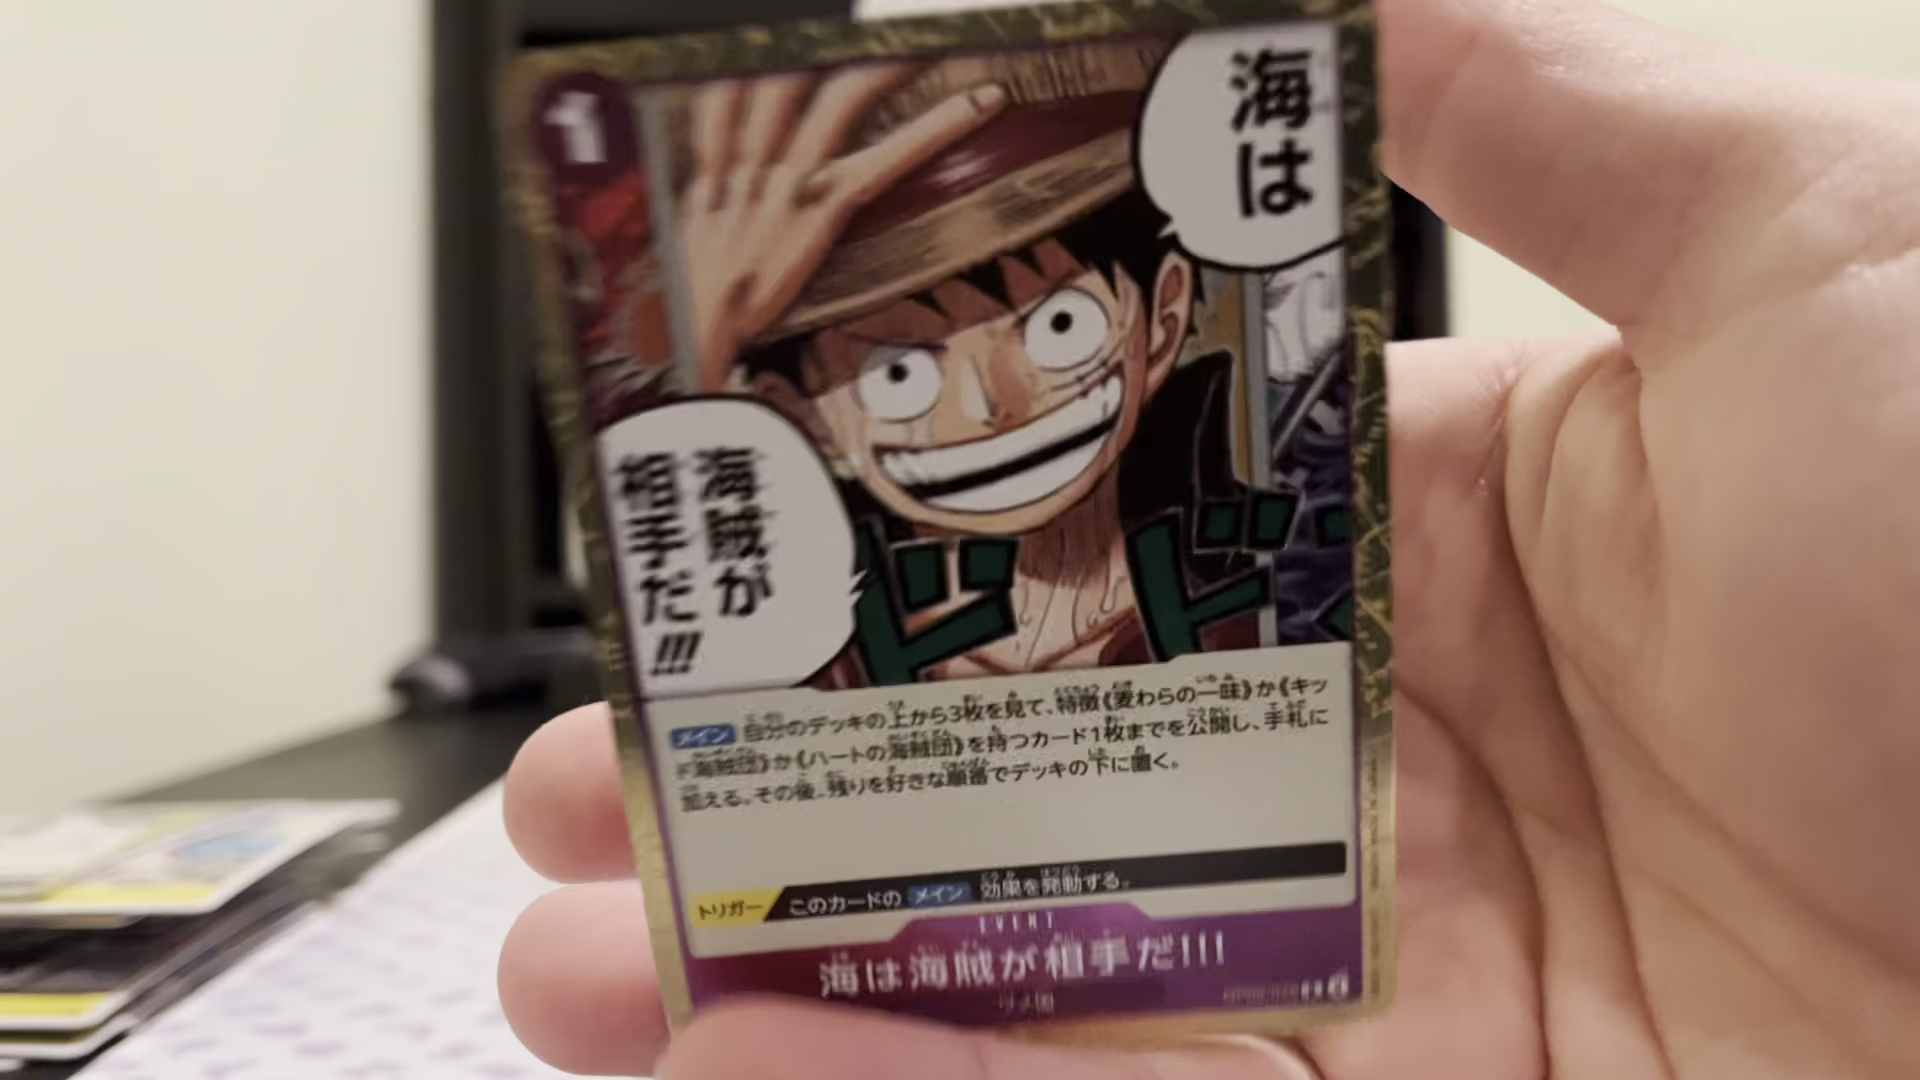 1
海は
海賊が
相手だ!!!
ドド
メイン 自分のデッキの上から3枚を見て、特徴《麦わらの一味》か《キッ
ド海賊団》か《ハートの海賊団》を持つカード1枚までを公開し、手札に
加える。その後、残りを好きな順番でデッキの下に置く。
トリガー このカードの メイン 効果を発動する。
EVENT
海は海賊が相手だ!!!
ワノ国